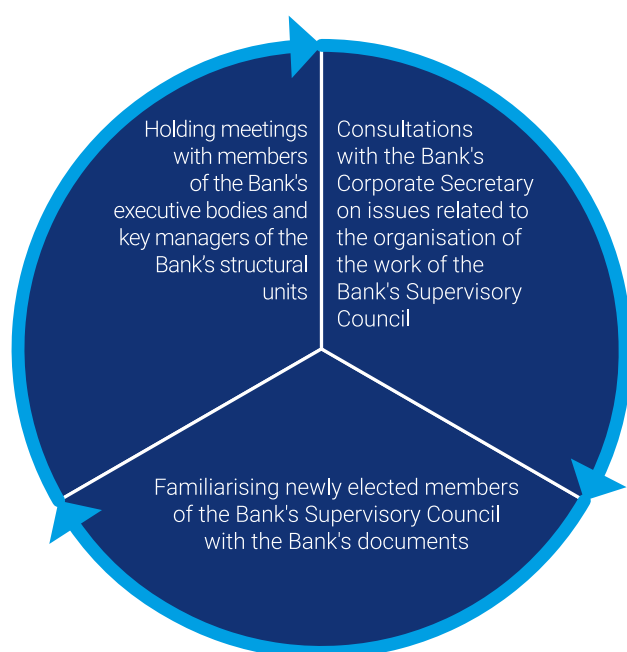 Holding meetings
with members
of the Bank's
executive bodies and
key managers of the
Bank's structural
units
Consultations
with the Bank's
Corporate Secretary
on issues related to
the organisation of
the work of the
Bank's Supervisory
Council
Familiarising newly elected members
of the Bank's Supervisory Council
with the Bank's documents